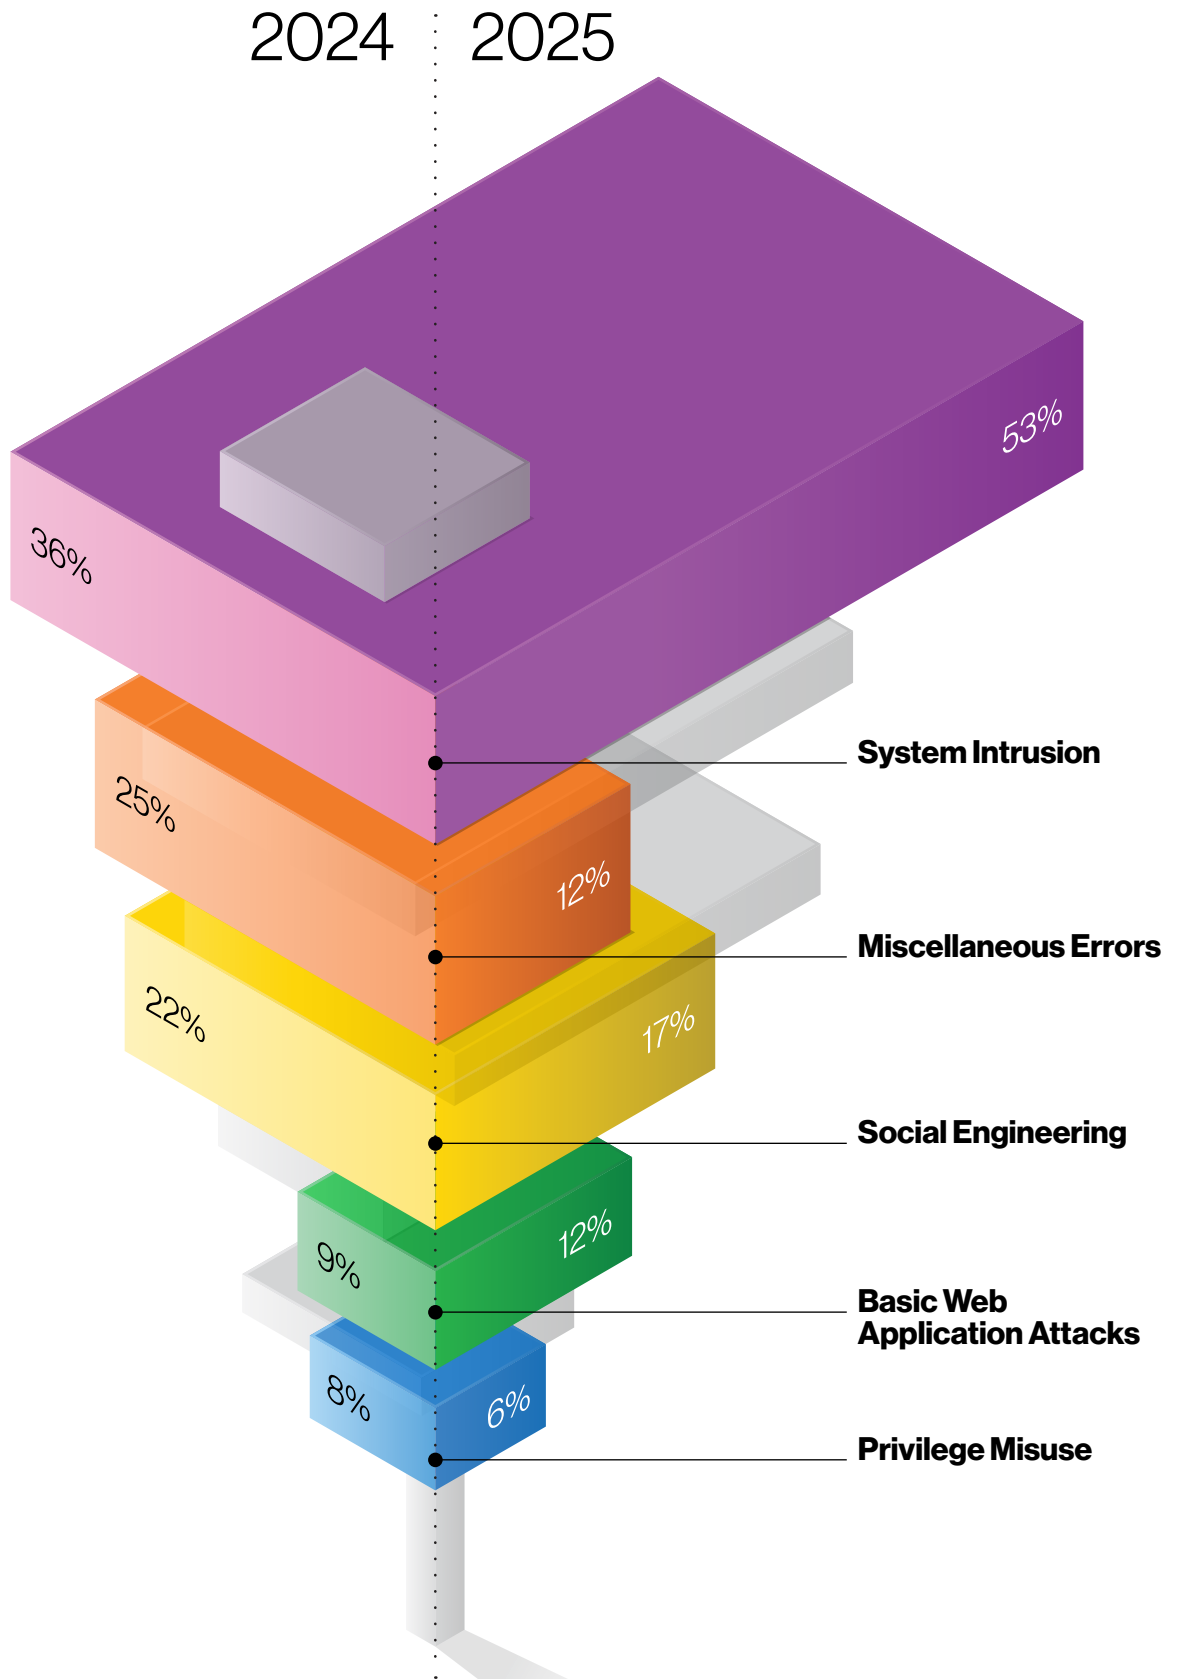 2024 2025
53%
36%
System Intrusion
25%
12%
Miscellaneous Errors
22%
17%
Social Engineering
9%
12%
Basic Web
Application Attacks
8%
6%
Privilege Misuse